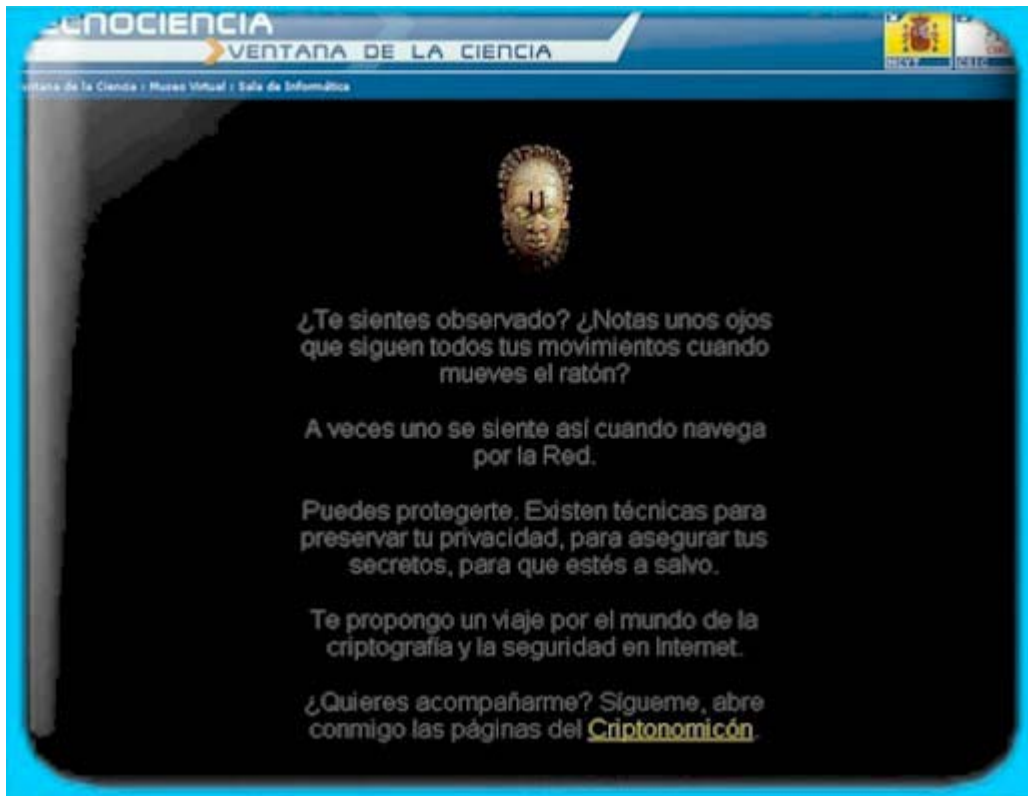 ECNOCIENCIA
VENTANA DE LA CIENCIA
MCYT CSIC
ntana de la Ciencia : Museo Virtual : Sala de Informática
¿Te sientes observado? ¿Notas unos ojos
que siguen todos tus movimientos cuando
mueves el ratón?
A veces uno se siente así cuando navega
por la Red.
Puedes protegerte. Existen técnicas para
preservar tu privacidad, para asegurar tus
secretos, para que estés a salvo.
Te propongo un viaje por el mundo de la
criptografía y la seguridad en Internet.
¿Quieres acompañarme? Sígueme, abre
conmigo las páginas del Criptonomicón.